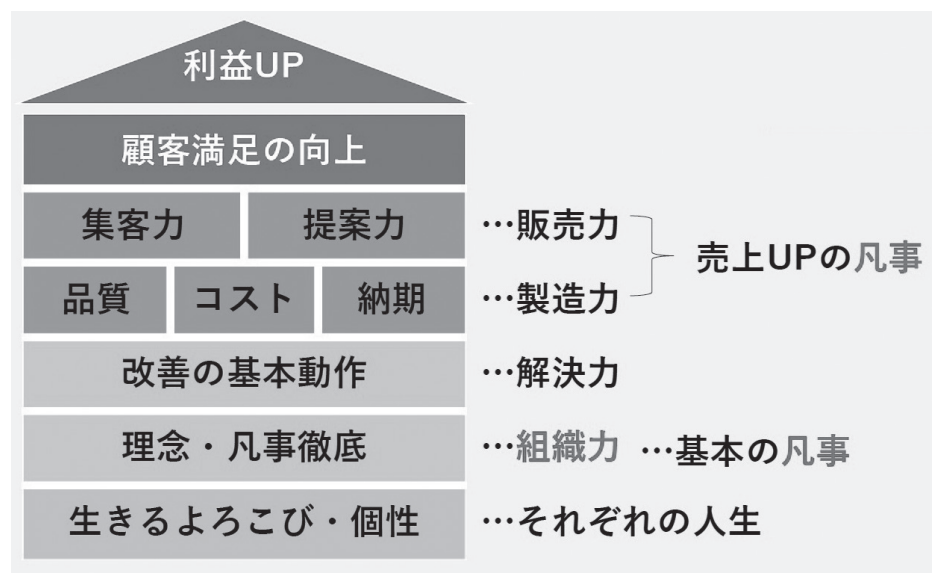 利益UP
顧客満足の向上
集客力 提案力 …販売力
売上UPの凡事
品質 コスト 納期 …製造力
改善の基本動作 …解決力
理念・凡事徹底 …組織力 …基本の凡事
生きるよろこび・個性 …それぞれの人生